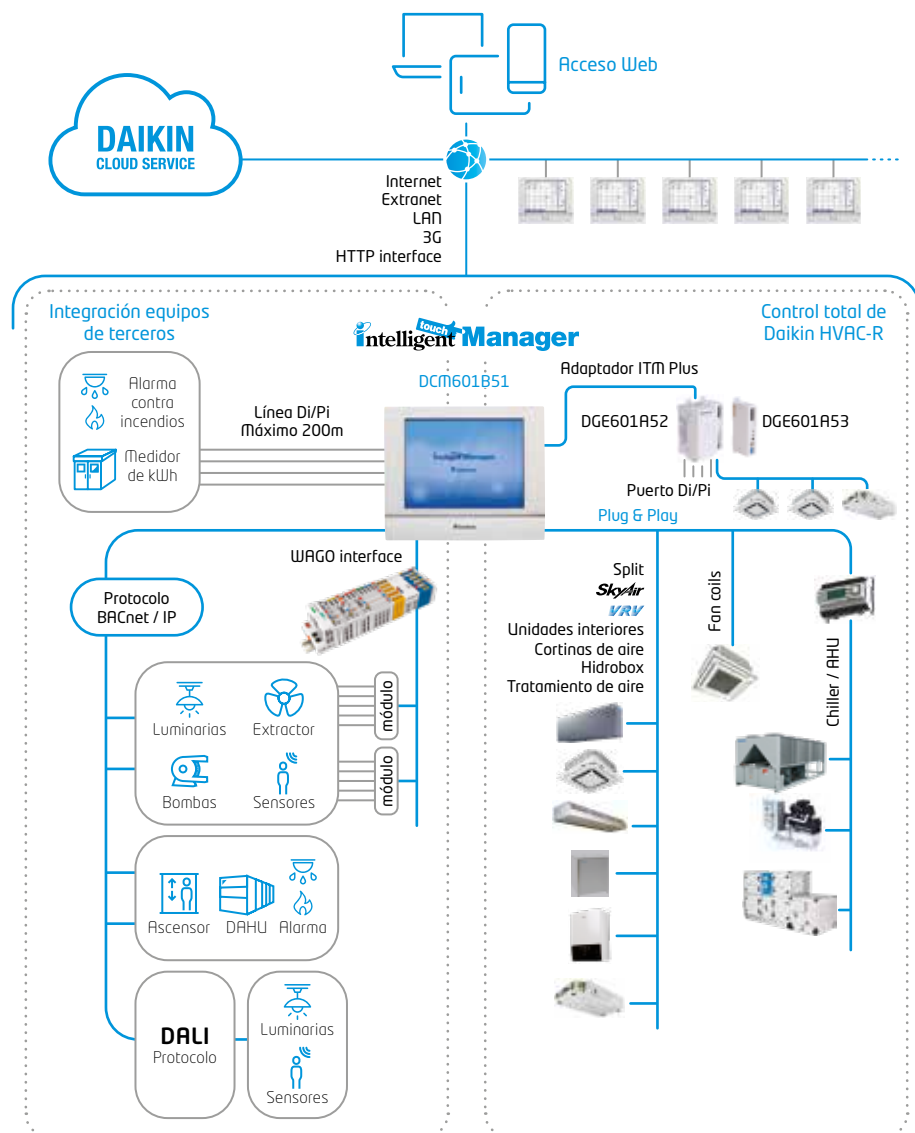 Acceso Web
DAIKIN
CLOUD SERVICE
Internet
Extranet
LAN
3G
HTTP interface
Integración equipos
de terceros
Control total de
Daikin HVAC-R
intelligent touch Manager
Alarma
contra
incendios
Medidor
de kWh
Línea Di/Pi
Máximo 200m
DCM601B51
Adaptador ITM Plus
DGE601A52
DGE601A53
Puerto Di/Pi
Plug & Play
WAGO interface
Protocolo
BACnet / IP
Split
SkyAir
VRV
Unidades interiores
Cortinas de aire
Hidrobox
Tratamiento de aire
Fan coils
Chiller / AHU
Luminarias
Extractor
módulo
Bombas
Sensores
módulo
Ascensor
DAHU
Alarma
DALI
Protocolo
Luminarias
Sensores